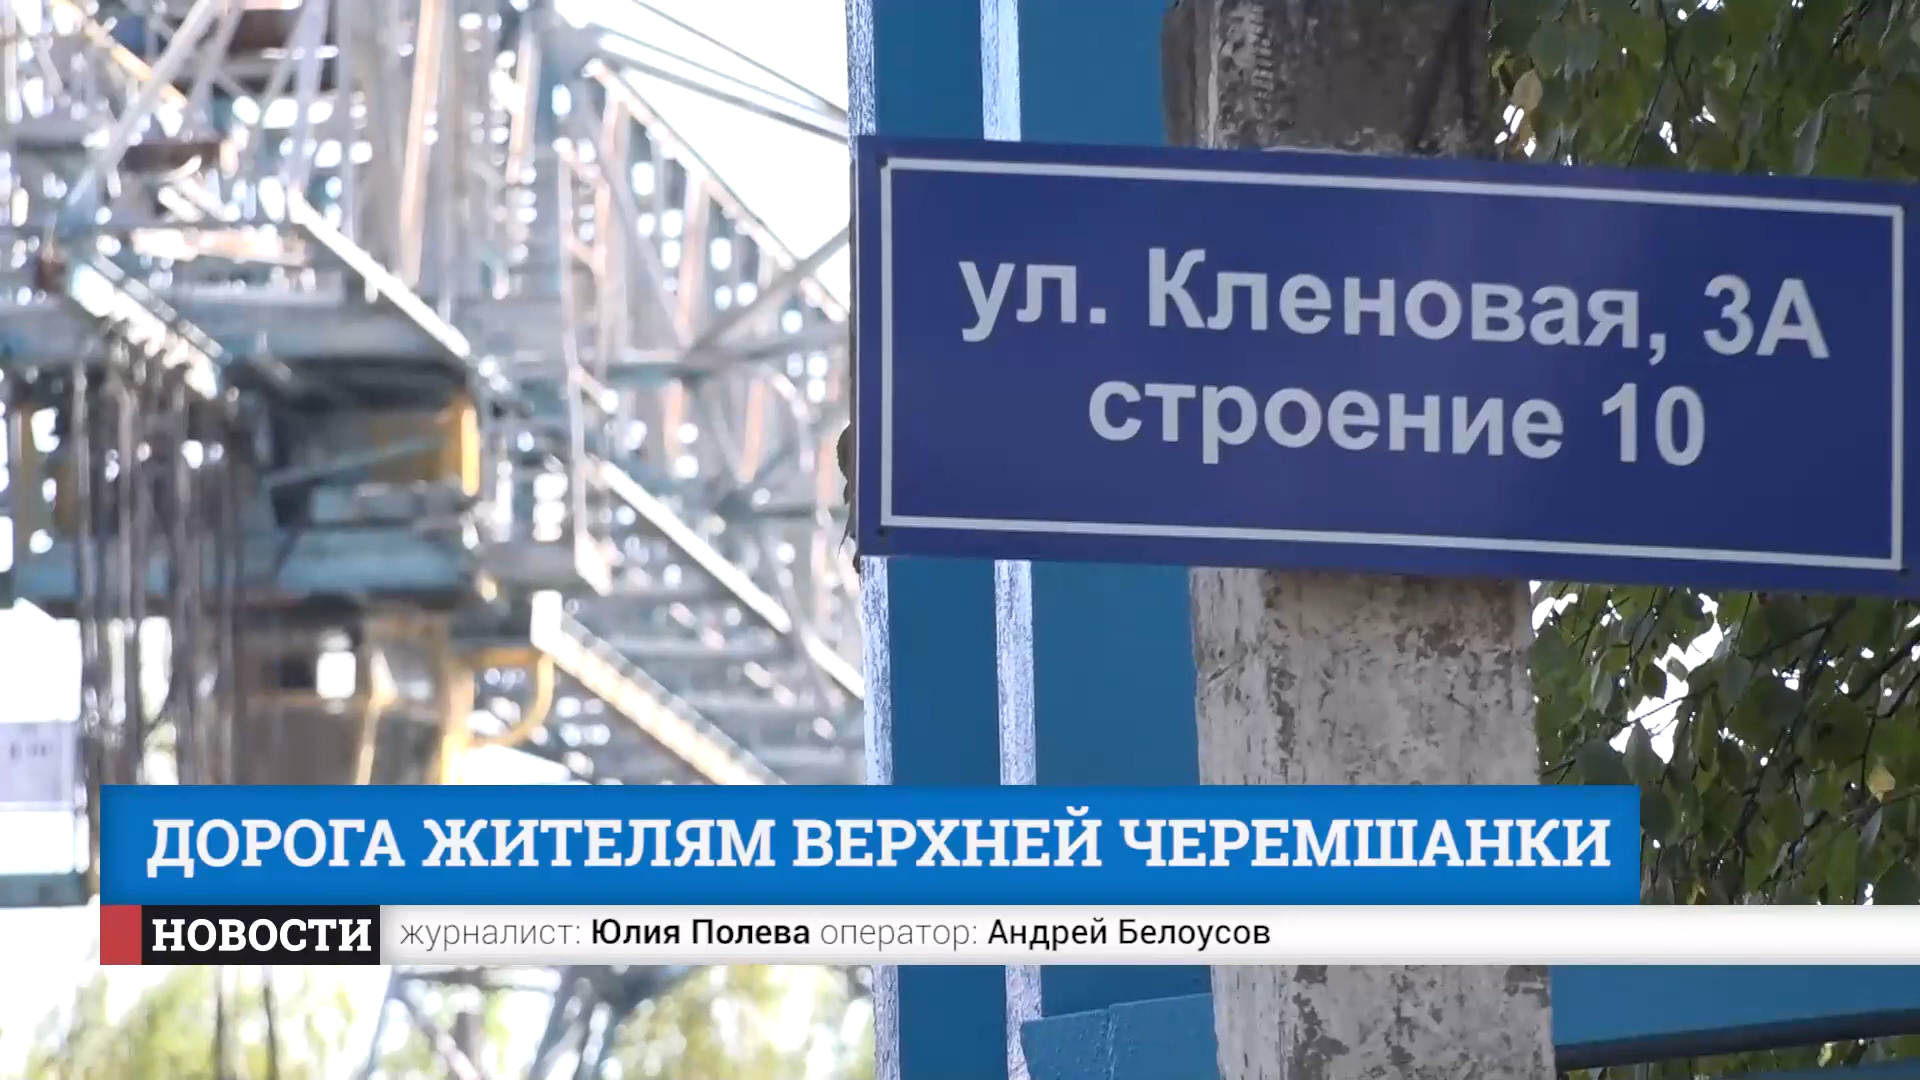 ул. Кленовая, 3А
строение 10
ДОРОГА ЖИТЕЛЯМ ВЕРХНЕЙ ЧЕРЕМШАНКИ
НОВОСТИ журналист: Юлия Полева оператор: Андрей Белоусов